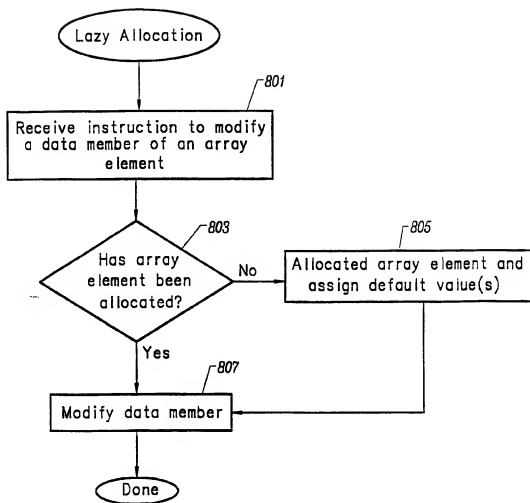 Lazy Allocation
801
Receive instruction to modify
a data member of an array
element
803
Has array
element been
allocated?
No
805
Allocated array element and
assign default value(s)
Yes
807
Modify data member
Done